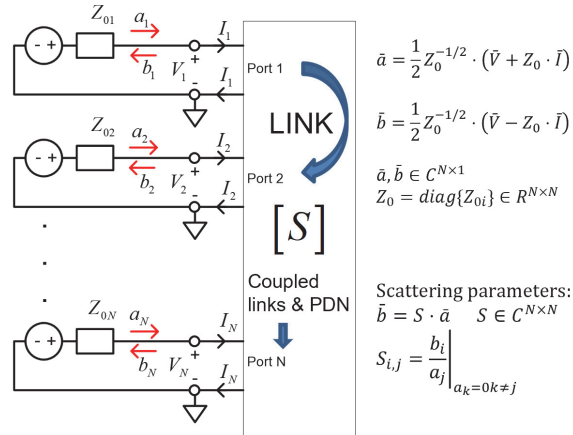 Z₀₁ a₁ I₁
- +
b₁ V₁ + - I₁
Port 1
LINK
Z₀₂ a₂ I₂
- +
b₂ V₂ + - I₂
Port 2
[S]
Coupled
links & PDN
Z₀N aN IN
- +
bN VN + - IN
Port N
ā = 1/2 Z₀^(-1/2) · (V̄ + Z₀ · Ī)
b̄ = 1/2 Z₀^(-1/2) · (V̄ − Z₀ · Ī)
ā, b̄ ∈ C^(N×1)
Z₀ = diag{Z₀ᵢ} ∈ R^(N×N)
Scattering parameters:
b̄ = S · ā S ∈ C^(N×N)
Sᵢ,ⱼ = bᵢ/aⱼ |aₖ=0k≠j